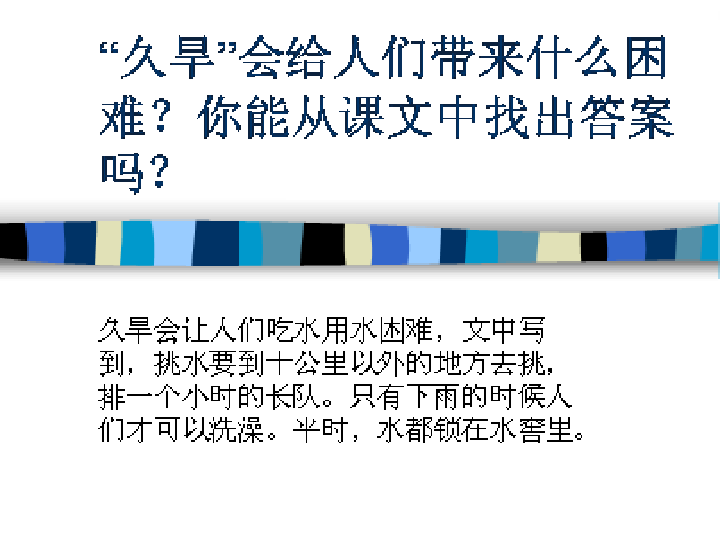 “久旱”会给人们带来什么困
难？你能从课文中找出答案
吗？
久旱会让人们吃水用水困难，文中写
到，挑水要到十公里以外的地方去挑，
排一个小时的长队。只有下雨的时候人
们才可以洗澡。平时，水都锁在水窖里。